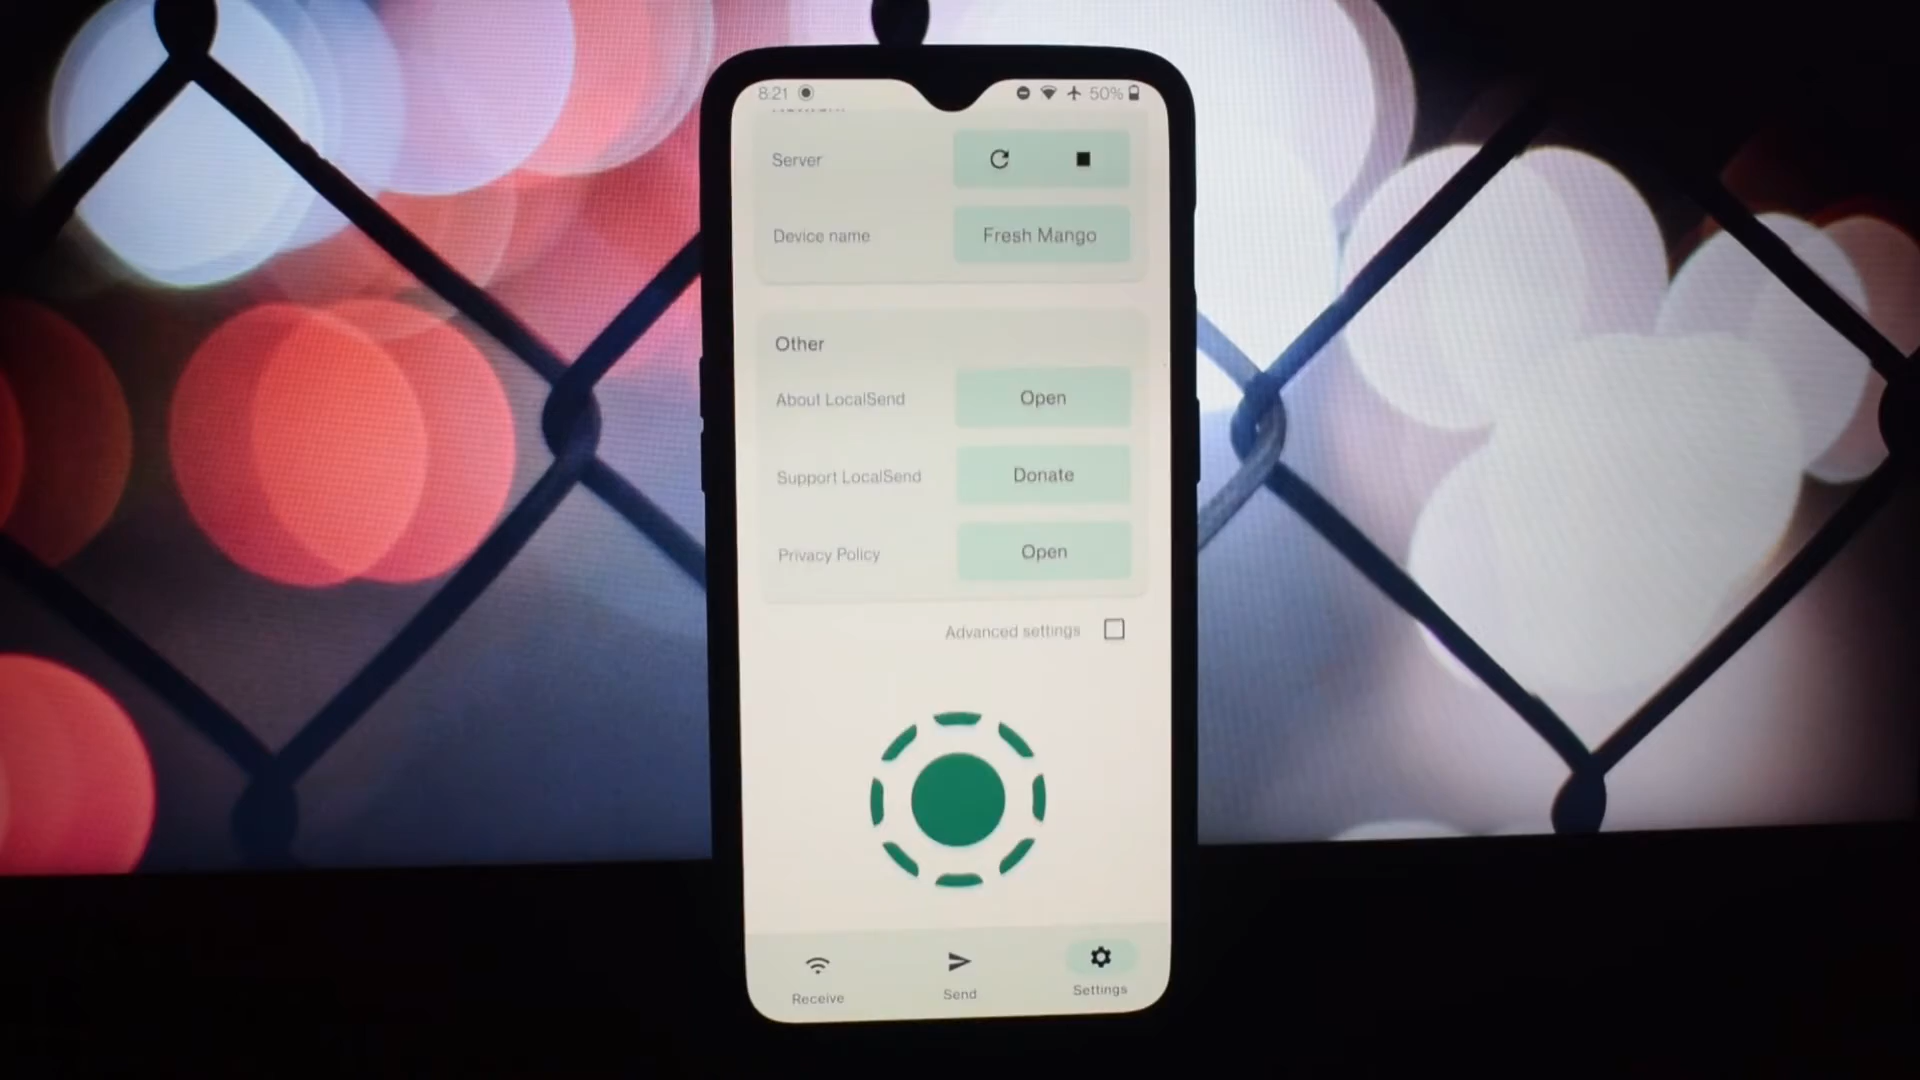 8:21 50%
Server
Device name Fresh Mango
Other
About LocalSend Open
Support LocalSend Donate
Privacy Policy Open
Advanced settings
Receive Send Settings